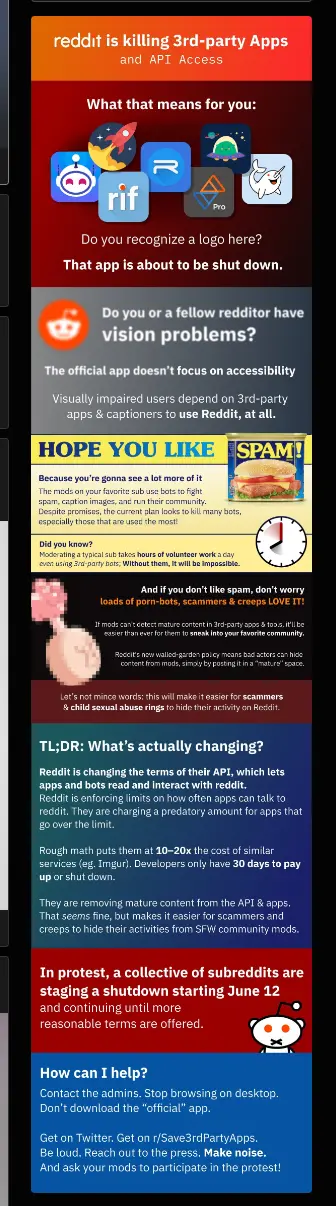 reddit is killing 3rd-party Apps
and API Access
What that means for you:
rif
Pro
Do you recognize a logo here?
That app is about to be shut down.
Do you or a fellow redditor have
vision problems?
The official app doesn't focus on accessibility
Visually impaired users depend on 3rd-party
apps & captioners to use Reddit, at all.
HOPE YOU LIKE SPAM!
Because you're gonna see a lot more of it
The mods on your favorite sub use bots to fight
spam, caption images, and run their community.
Despite promises, the current plan looks to kill many bots,
especially those that are used the most!
Did you know?
Moderating a typical sub takes hours of volunteer work a day
even using 3rd-party bots; Without them, it will be impossible.
And if you don't like spam, don't worry
loads of porn-bots, scammers & creeps LOVE IT!
If mods can't detect mature content in 3rd-party apps & tools, it'll be
easier than ever for them to sneak into your favorite community.
Reddit's new walled-garden policy means bad actors can hide
content from mods, simply by posting it in a "mature" space.
Let's not mince words: this will make it easier for scammers
& child sexual abuse rings to hide their activity on Reddit.
TL;DR: What's actually changing?
Reddit is changing the terms of their API, which lets
apps and bots read and interact with reddit.
Reddit is enforcing limits on how often apps can talk to
reddit. They are charging a predatory amount for apps that
go over the limit.
Rough math puts them at 10–20x the cost of similar
services (eg. Imgur). Developers only have 30 days to pay
up or shut down.
They are removing mature content from the API & apps.
That seems fine, but makes it easier for scammers and
creeps to hide their activities from SFW community mods.
In protest, a collective of subreddits are
staging a shutdown starting June 12
and continuing until more
reasonable terms are offered.
How can I help?
Contact the admins. Stop browsing on desktop.
Don't download the "official" app.
Get on Twitter. Get on r/Save3rdPartyApps.
Be loud. Reach out to the press. Make noise.
And ask your mods to participate in the protest!